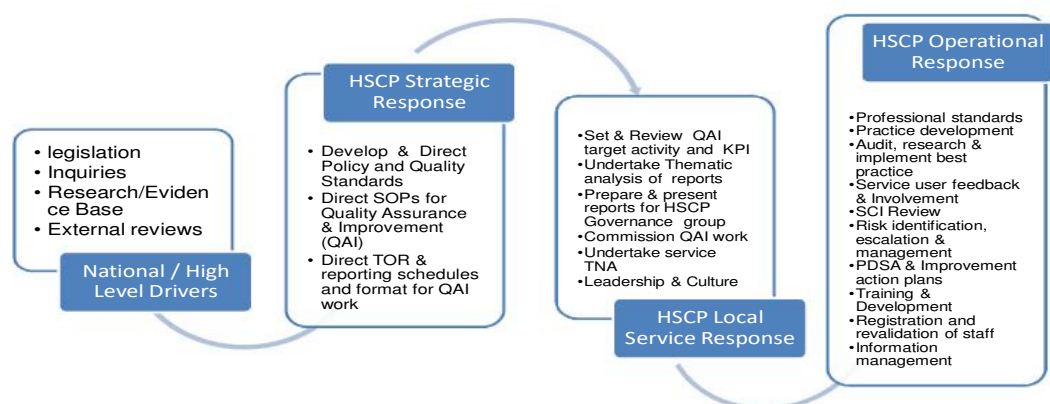 • legislation
• Inquiries
• Research/Eviden
ce Base
• External reviews
National / High
Level Drivers
HSCP Strategic
Response
• Develop & Direct
Policy and Quality
Standards
• Direct SOPs for
Quality Assurance
& Improvement
(QAI)
• Direct TOR &
reporting schedules
and format for QAI
work
•Set & Review QAI
target activity and KPI
•Undertake Thematic
analysis of reports
•Prepare & present
reports for HSCP
Governance group
•Commission QAI work
•Undertake service
TNA
•Leadership & Culture
HSCP Local
Service Response
HSCP Operational
Response
•Professional standards
•Practice development
•Audit, research &
implement best
practice
•Service user feedback
& Involvement
•SCI Review
•Risk identification,
escalation &
management
•PDSA & Improvement
action plans
•Training &
Development
•Registration and
revalidation of staff
•Information
management